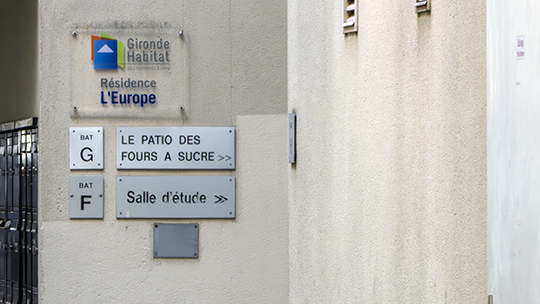 Gironde
Habitat
Résidence
L'Europe
BAT
G
LE PATIO DES
FOURS A SUCRE >>
BAT
F
Salle d'étude >>